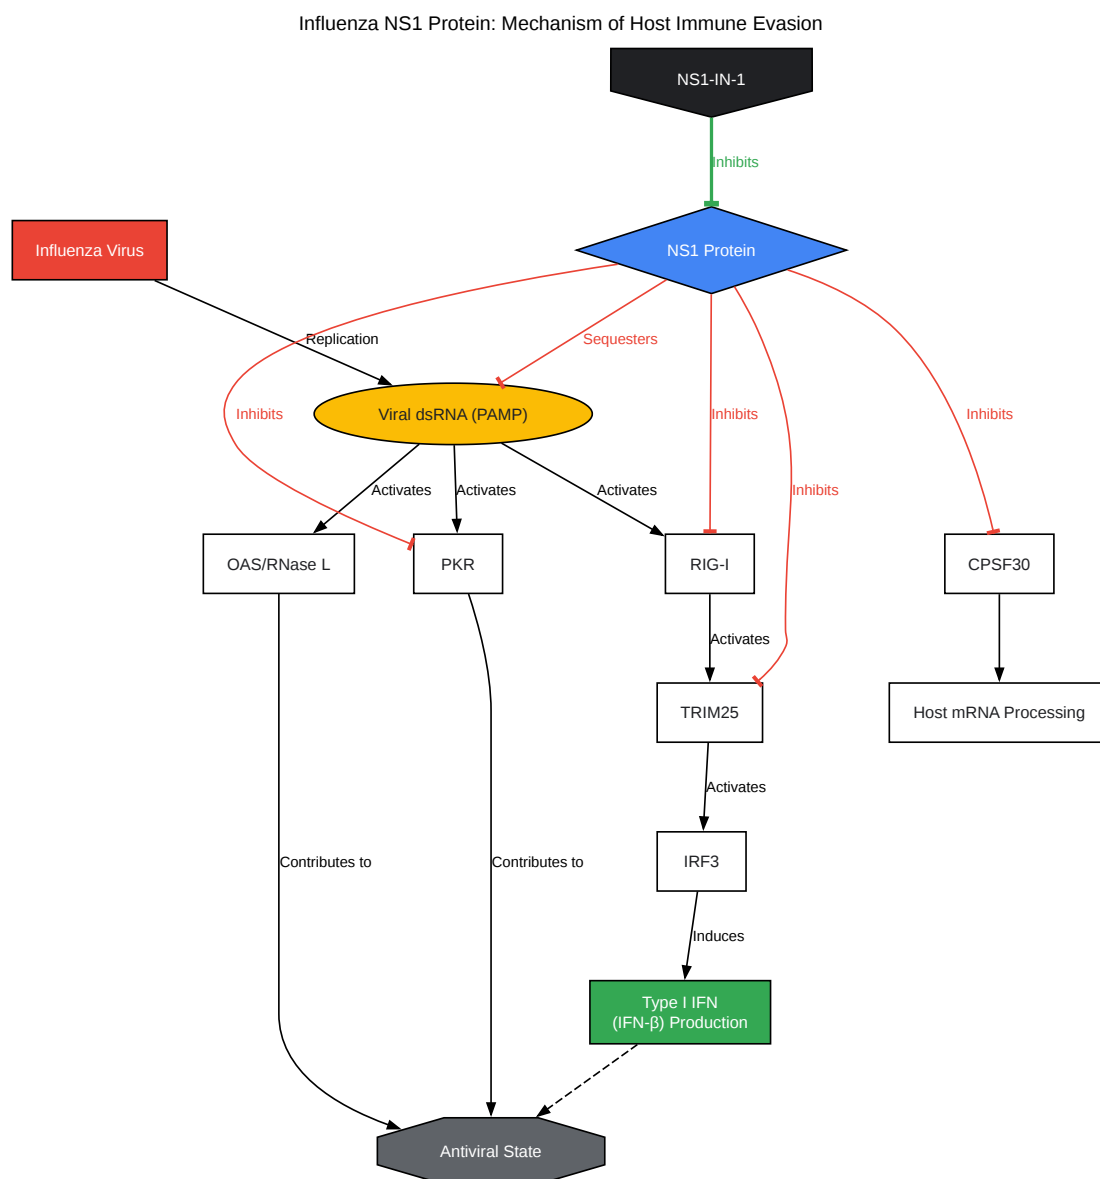 Influenza NS1 Protein: Mechanism of Host Immune Evasion
NS1-IN-1
Inhibits
Influenza Virus
NS1 Protein
Replication
Sequesters
Inhibits
Viral dsRNA (PAMP)
Inhibits
Inhibits
Activates
Activates
Activates
Inhibits
OAS/RNase L
PKR
RIG-I
CPSF30
Activates
TRIM25
Host mRNA Processing
Activates
Contributes to
Contributes to
IRF3
Induces
Type I IFN
(IFN-β) Production
Antiviral State